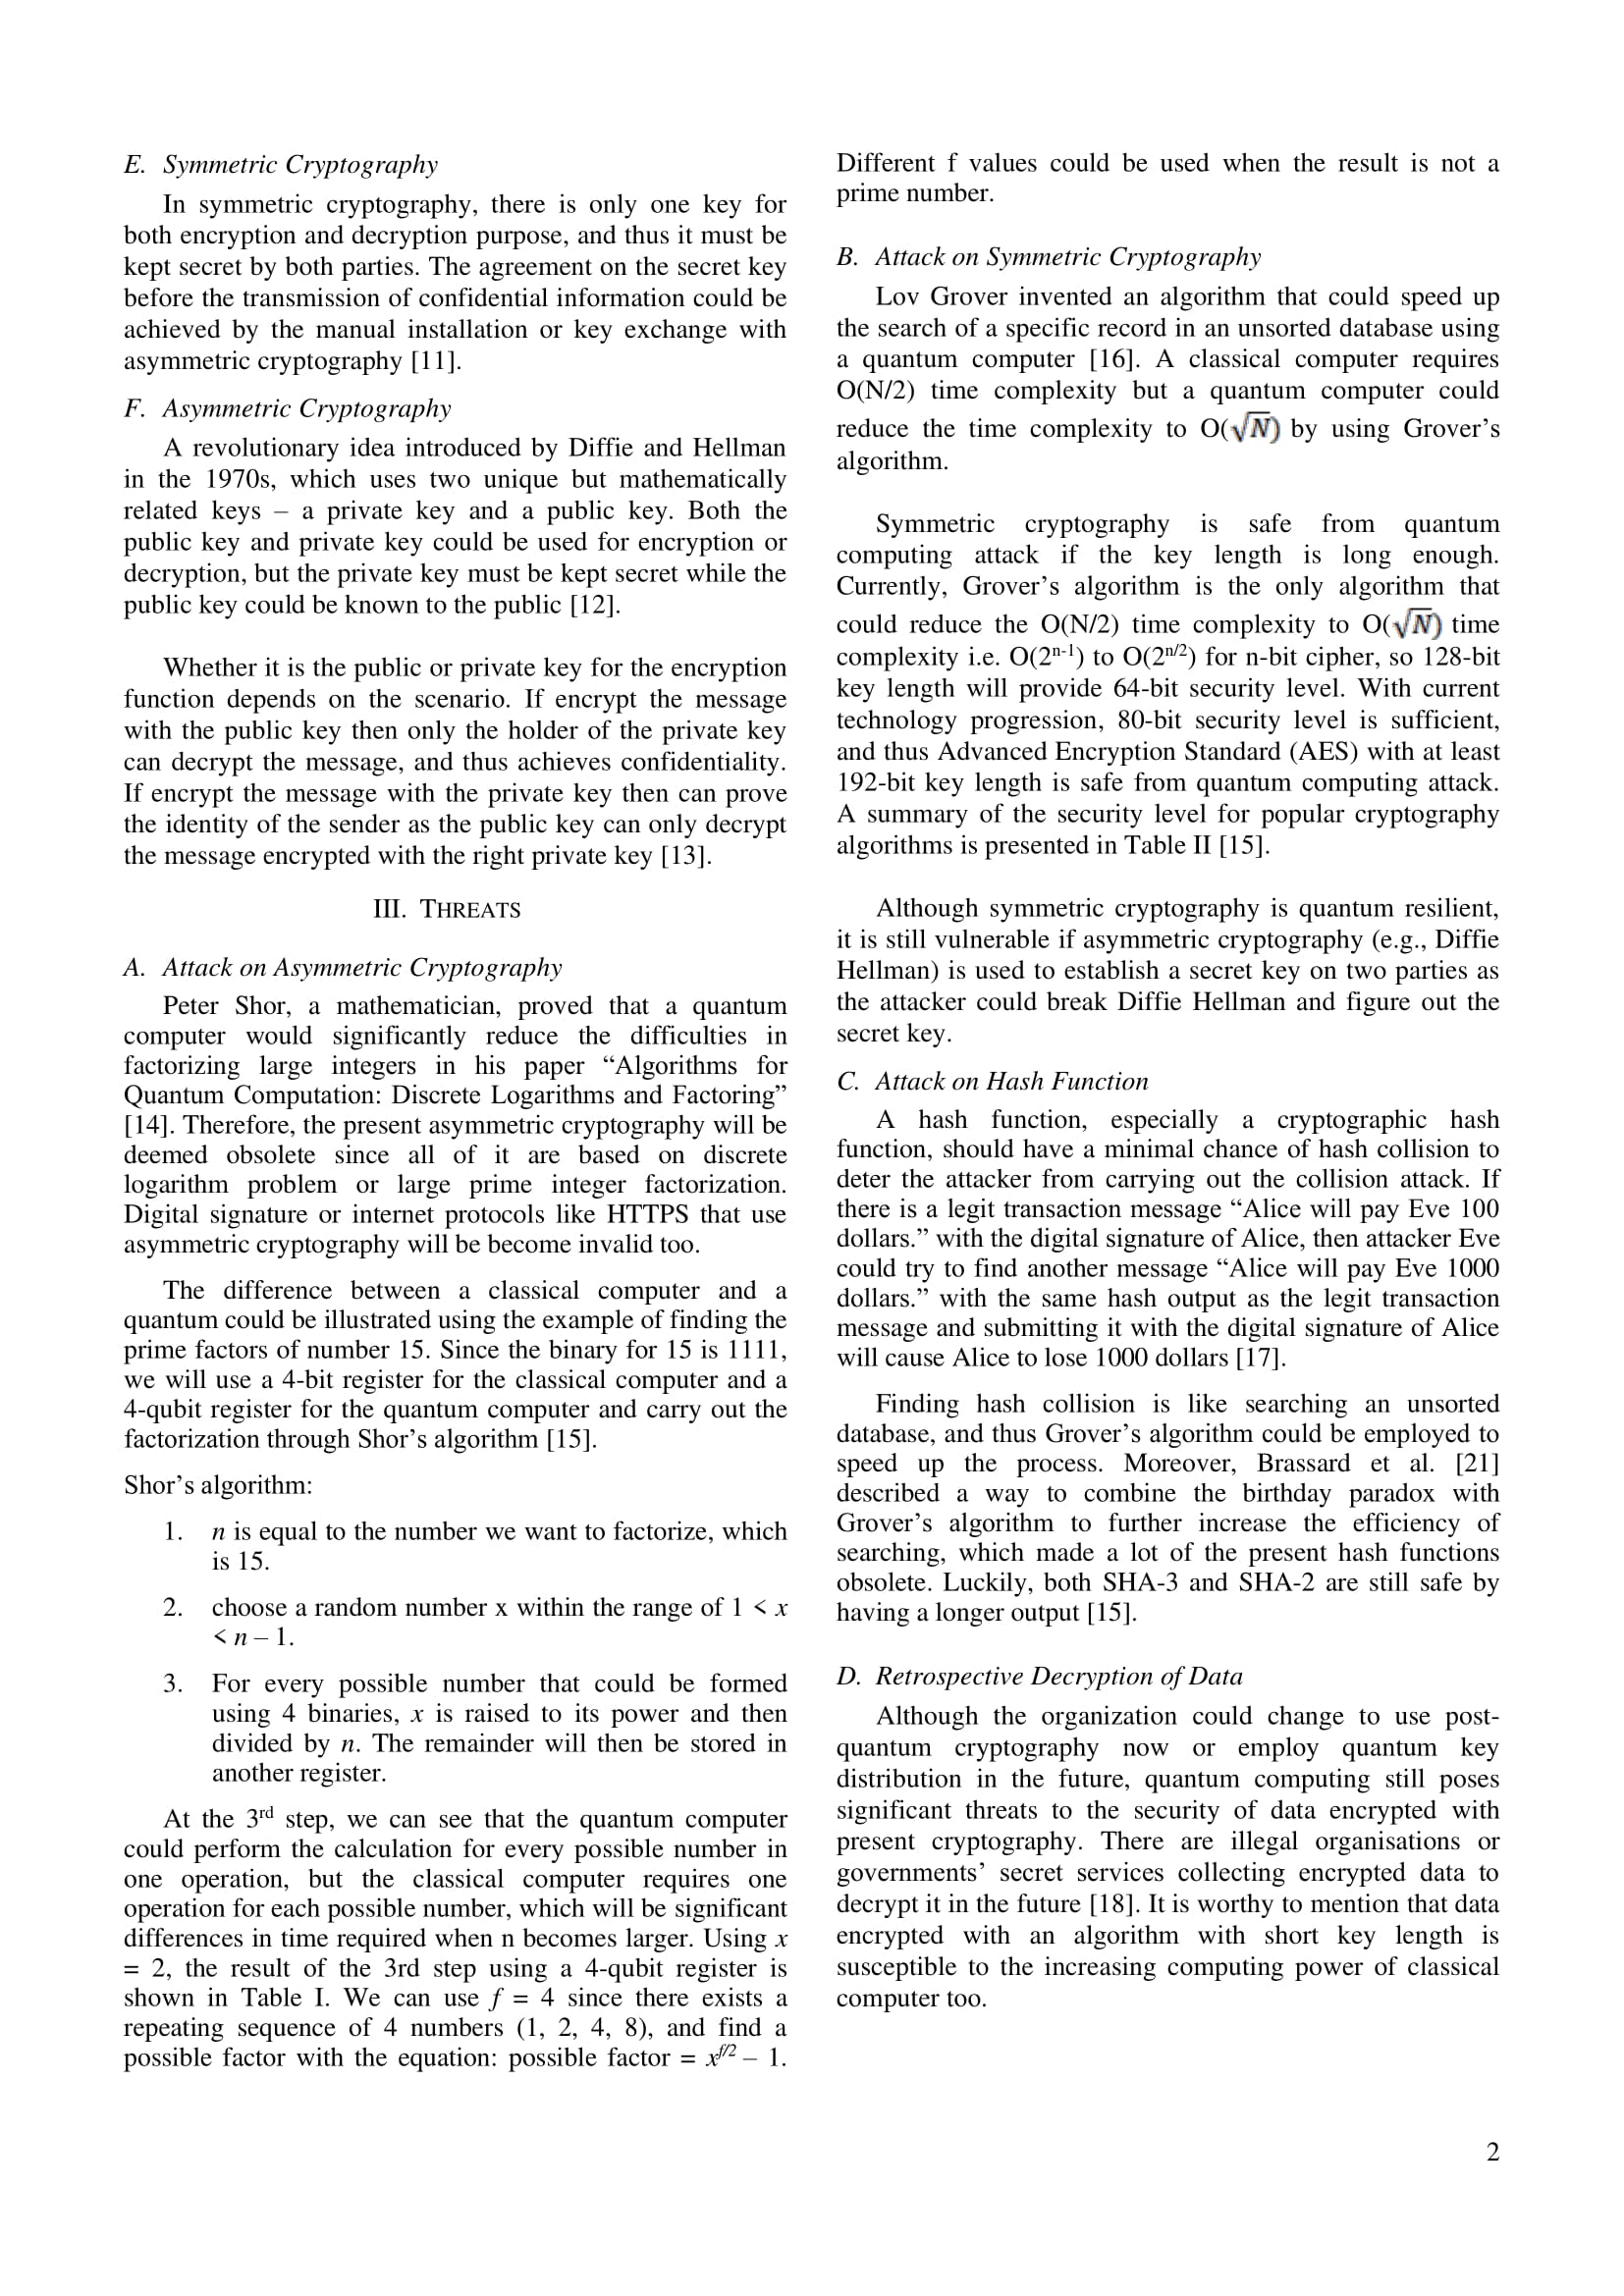 E. Symmetric Cryptography
In symmetric cryptography, there is only one key for
both encryption and decryption purpose, and thus it must be
kept secret by both parties. The agreement on the secret key
before the transmission of confidential information could be
achieved by the manual installation or key exchange with
asymmetric cryptography [11].
F. Asymmetric Cryptography
A revolutionary idea introduced by Diffie and Hellman
in the 1970s, which uses two unique but mathematically
related keys – a private key and a public key. Both the
public key and private key could be used for encryption or
decryption, but the private key must be kept secret while the
public key could be known to the public [12].
Whether it is the public or private key for the encryption
function depends on the scenario. If encrypt the message
with the public key then only the holder of the private key
can decrypt the message, and thus achieves confidentiality.
If encrypt the message with the private key then can prove
the identity of the sender as the public key can only decrypt
the message encrypted with the right private key [13].
III. THREATS
A. Attack on Asymmetric Cryptography
Peter Shor, a mathematician, proved that a quantum
computer would significantly reduce the difficulties in
factorizing large integers in his paper “Algorithms for
Quantum Computation: Discrete Logarithms and Factoring”
[14]. Therefore, the present asymmetric cryptography will be
deemed obsolete since all of it are based on discrete
logarithm problem or large prime integer factorization.
Digital signature or internet protocols like HTTPS that use
asymmetric cryptography will be become invalid too.
The difference between a classical computer and a
quantum could be illustrated using the example of finding the
prime factors of number 15. Since the binary for 15 is 1111,
we will use a 4-bit register for the classical computer and a
4-qubit register for the quantum computer and carry out the
factorization through Shor’s algorithm [15].
Shor’s algorithm:
1. n is equal to the number we want to factorize, which
is 15.
2. choose a random number x within the range of 1 < x
< n – 1.
3. For every possible number that could be formed
using 4 binaries, x is raised to its power and then
divided by n. The remainder will then be stored in
another register.
At the 3rd step, we can see that the quantum computer
could perform the calculation for every possible number in
one operation, but the classical computer requires one
operation for each possible number, which will be significant
differences in time required when n becomes larger. Using x
= 2, the result of the 3rd step using a 4-qubit register is
shown in Table I. We can use f = 4 since there exists a
repeating sequence of 4 numbers (1, 2, 4, 8), and find a
possible factor with the equation: possible factor = x^f/2 – 1.
Different f values could be used when the result is not a
prime number.
B. Attack on Symmetric Cryptography
Lov Grover invented an algorithm that could speed up
the search of a specific record in an unsorted database using
a quantum computer [16]. A classical computer requires
O(N/2) time complexity but a quantum computer could
reduce the time complexity to O(√N) by using Grover’s
algorithm.
Symmetric cryptography is safe from quantum
computing attack if the key length is long enough.
Currently, Grover’s algorithm is the only algorithm that
could reduce the O(N/2) time complexity to O(√N) time
complexity i.e. O(2^n-1) to O(2^n/2) for n-bit cipher, so 128-bit
key length will provide 64-bit security level. With current
technology progression, 80-bit security level is sufficient,
and thus Advanced Encryption Standard (AES) with at least
192-bit key length is safe from quantum computing attack.
A summary of the security level for popular cryptography
algorithms is presented in Table II [15].
Although symmetric cryptography is quantum resilient,
it is still vulnerable if asymmetric cryptography (e.g., Diffie
Hellman) is used to establish a secret key on two parties as
the attacker could break Diffie Hellman and figure out the
secret key.
C. Attack on Hash Function
A hash function, especially a cryptographic hash
function, should have a minimal chance of hash collision to
deter the attacker from carrying out the collision attack. If
there is a legit transaction message “Alice will pay Eve 100
dollars.” with the digital signature of Alice, then attacker Eve
could try to find another message “Alice will pay Eve 1000
dollars.” with the same hash output as the legit transaction
message and submitting it with the digital signature of Alice
will cause Alice to lose 1000 dollars [17].
Finding hash collision is like searching an unsorted
database, and thus Grover’s algorithm could be employed to
speed up the process. Moreover, Brassard et al. [21]
described a way to combine the birthday paradox with
Grover’s algorithm to further increase the efficiency of
searching, which made a lot of the present hash functions
obsolete. Luckily, both SHA-3 and SHA-2 are still safe by
having a longer output [15].
D. Retrospective Decryption of Data
Although the organization could change to use post-
quantum cryptography now or employ quantum key
distribution in the future, quantum computing still poses
significant threats to the security of data encrypted with
present cryptography. There are illegal organisations or
governments’ secret services collecting encrypted data to
decrypt it in the future [18]. It is worthy to mention that data
encrypted with an algorithm with short key length is
susceptible to the increasing computing power of classical
computer too.
2